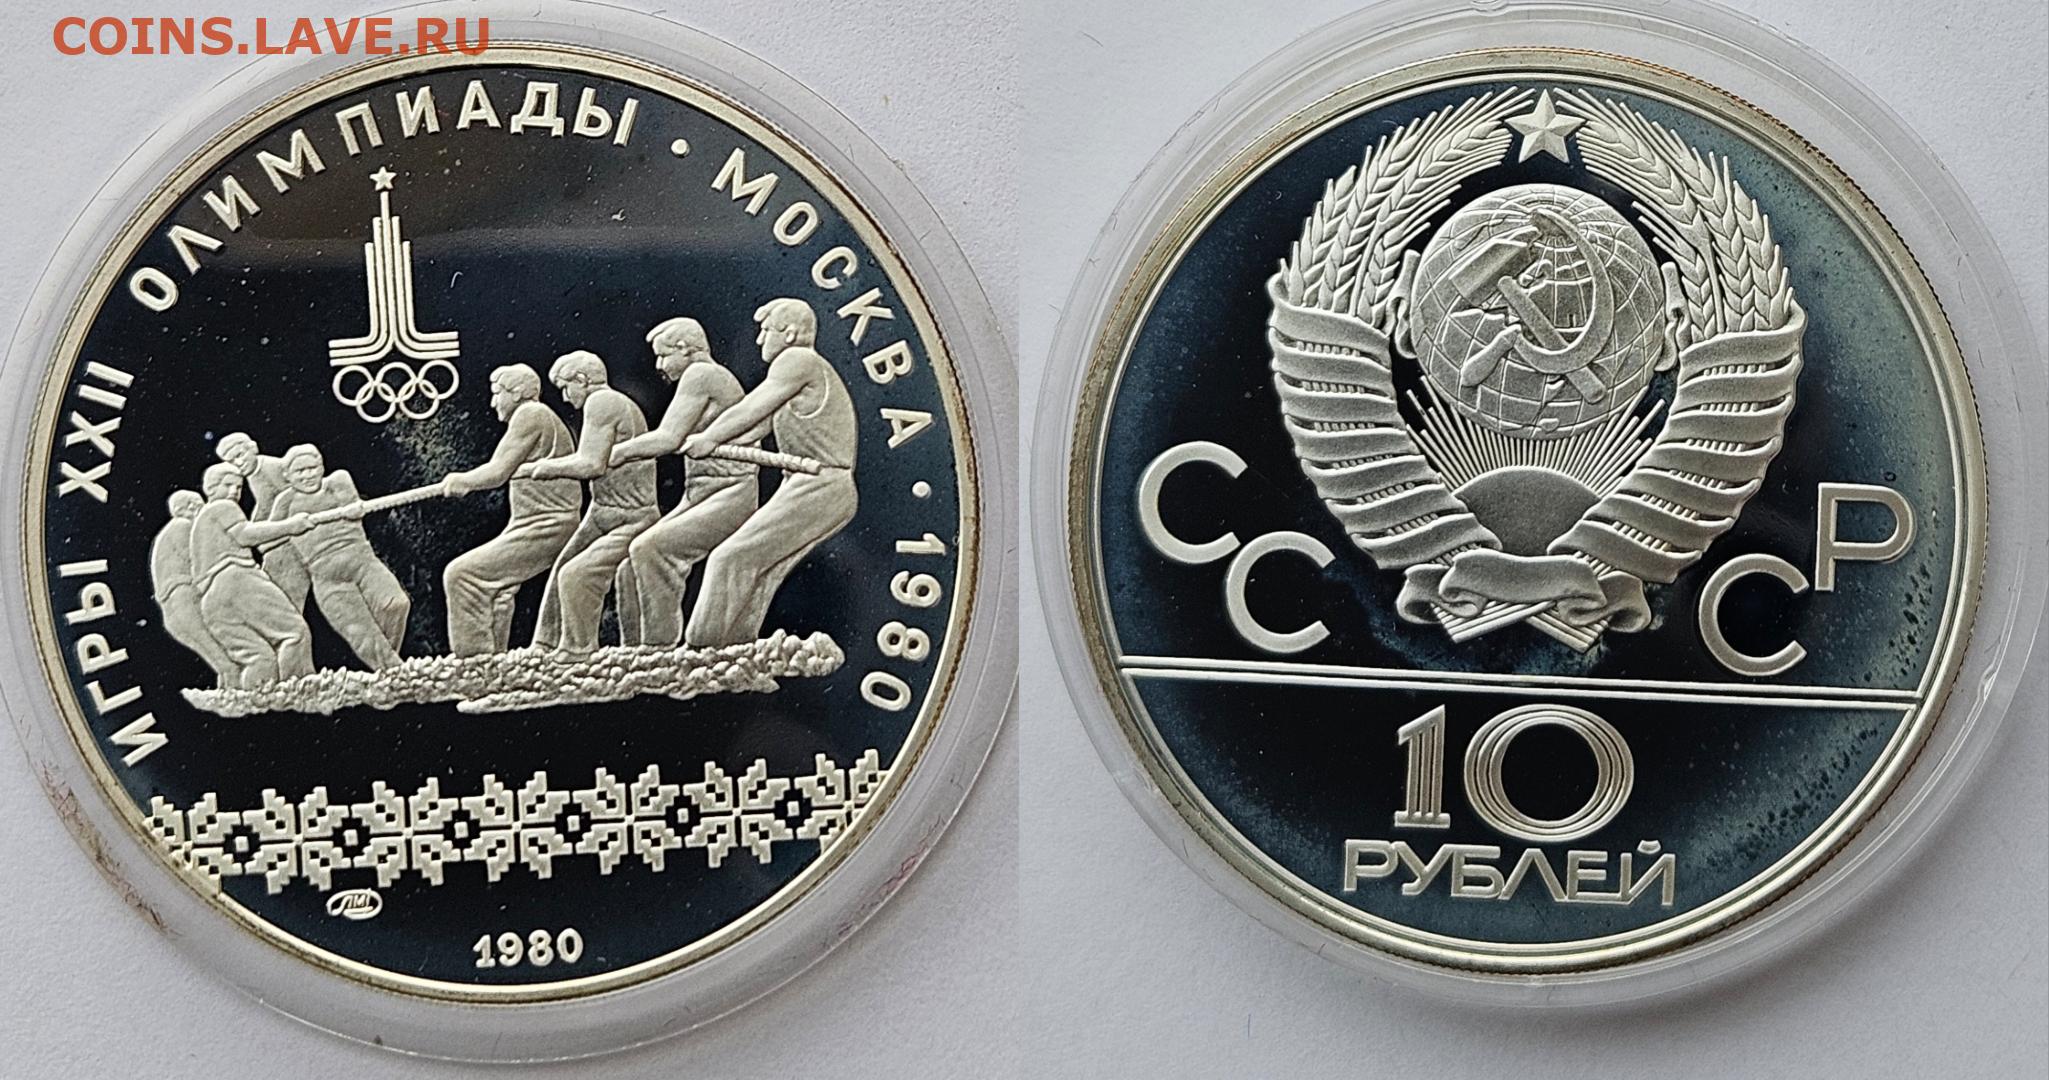 COINS.LAVE.RU
ИГРЫ XXII ОЛИМПИАДЫ · МОСКВА · 1980
ЛМД
1980
СССР
10
РУБЛЕЙ